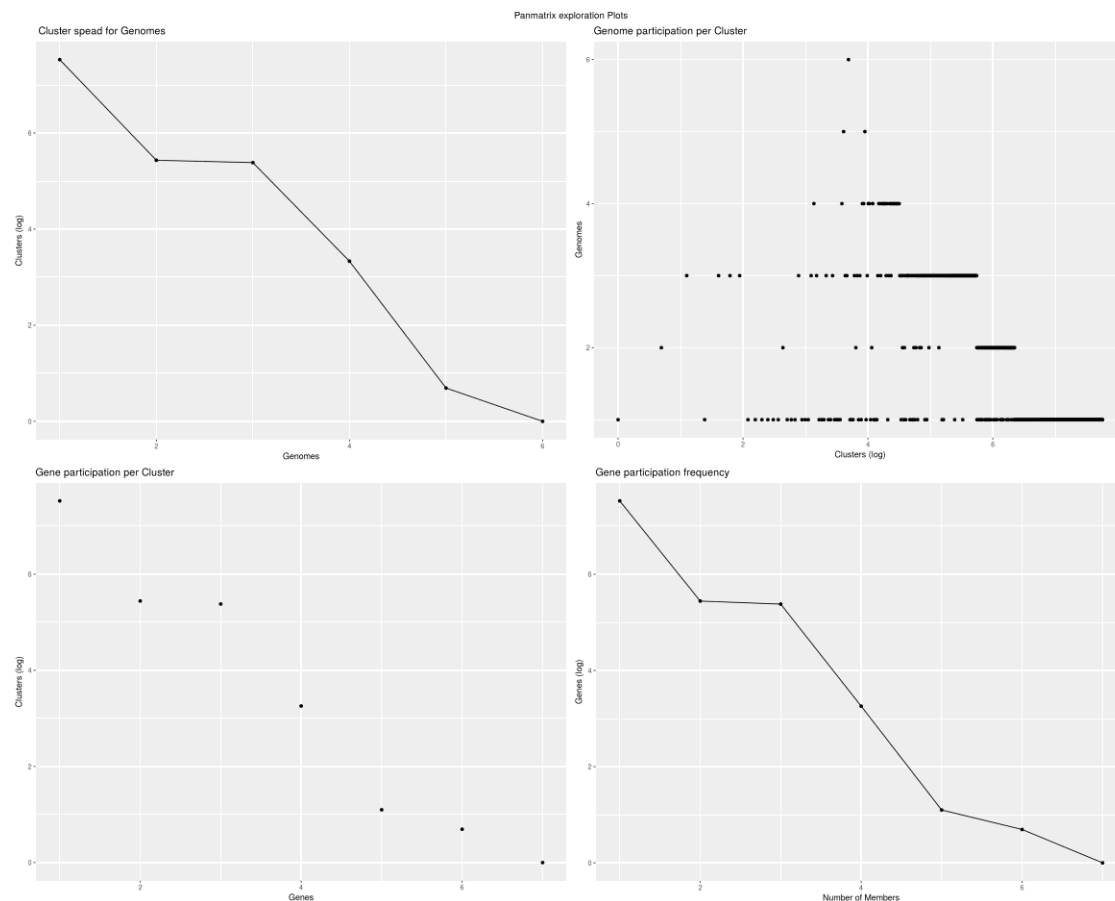 Panmatrix exploration Plots
Cluster spead for Genomes
6
4
2
0
Clusters (log)
2
4
6
Genomes
Genome participation per Cluster
6
4
2
Genomes
0
2
4
6
Clusters (log)
Gene participation per Cluster
6
4
2
0
Clusters (log)
2
4
6
Genes
Gene participation frequency
6
4
2
0
Genes (log)
2
4
6
Number of Members